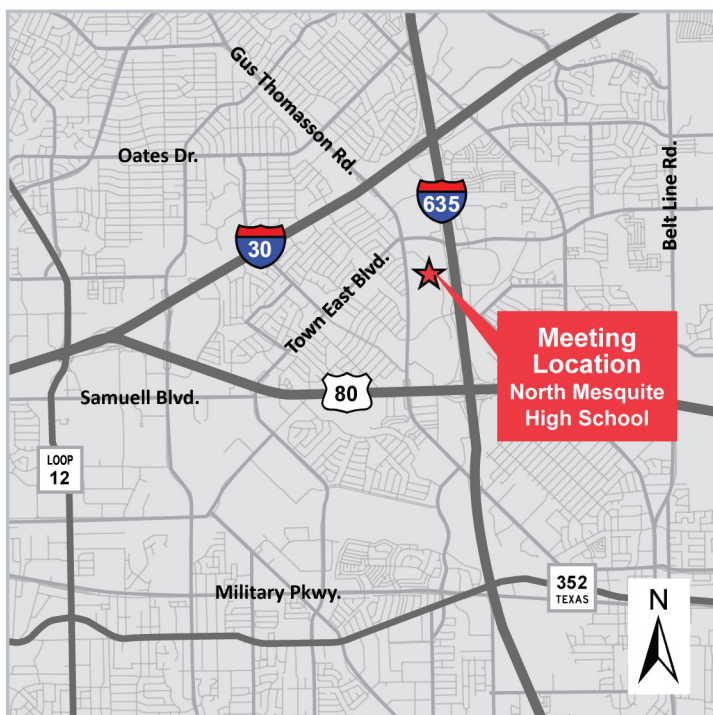 Gus Thomasson Rd.
Oates Dr.
635
Belt Line Rd.
30
Town East Blvd.
Meeting
Location
North Mesquite
High School
80
Samuell Blvd.
LOOP
12
352
TEXAS
Military Pkwy.
N